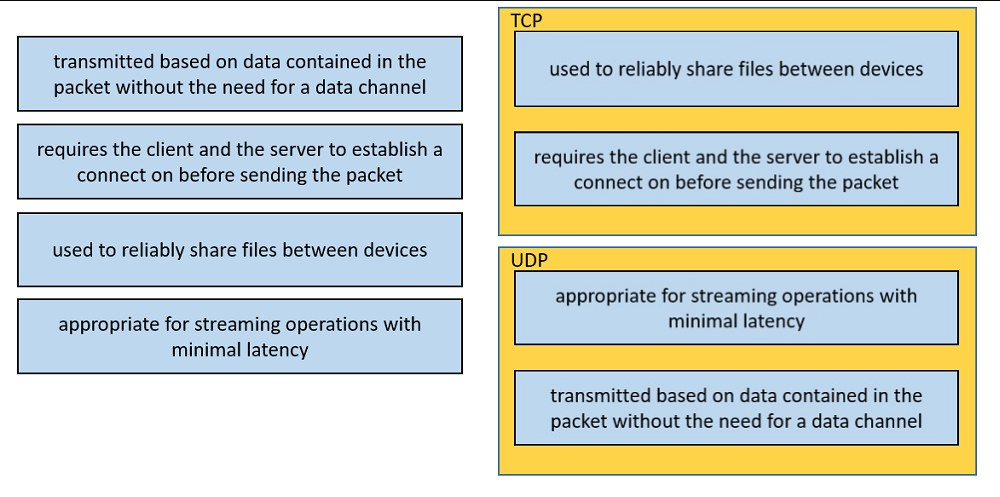 transmitted based on data contained in the
packet without the need for a data channel
requires the client and the server to establish a
connect on before sending the packet
used to reliably share files between devices
appropriate for streaming operations with
minimal latency
TCP
used to reliably share files between devices
requires the client and the server to establish a
connect on before sending the packet
UDP
appropriate for streaming operations with
minimal latency
transmitted based on data contained in the
packet without the need for a data channel